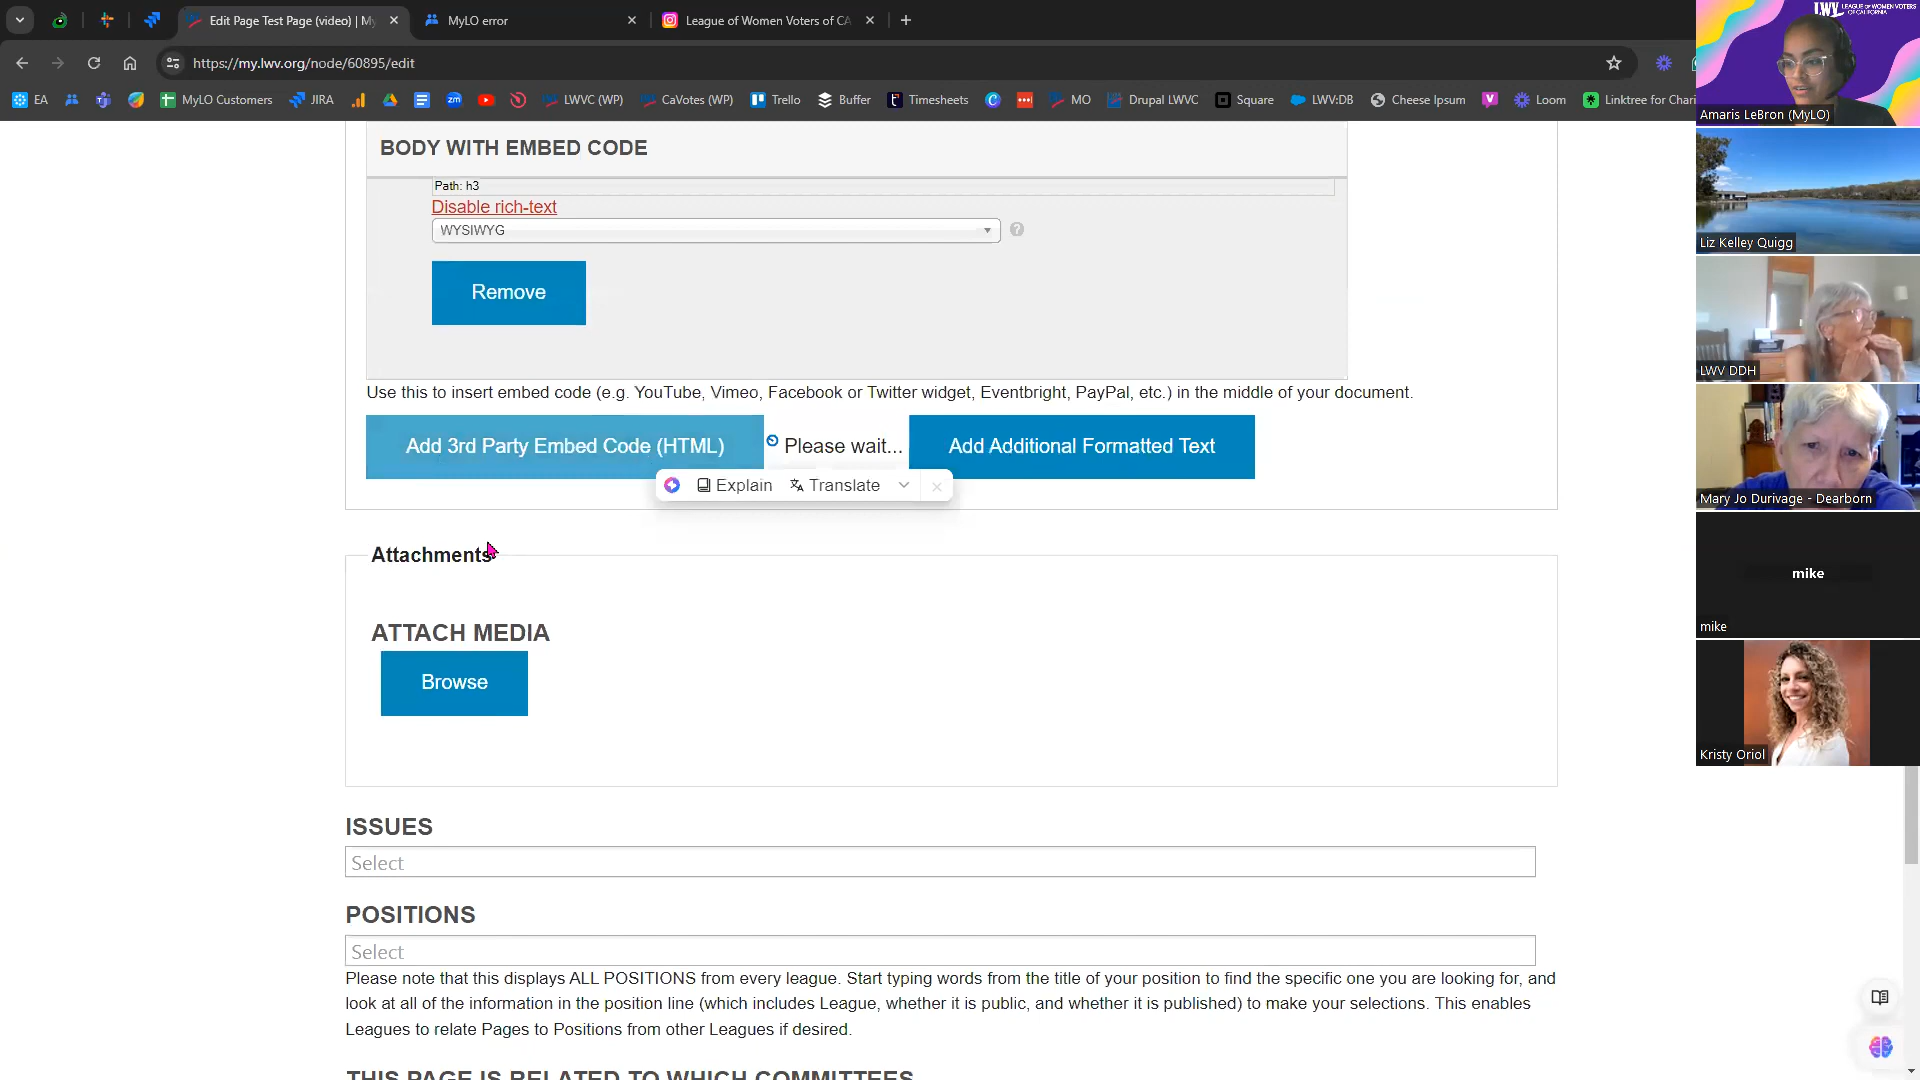 Edit Page Test Page (video) | My
MyLO error
League of Women Voters of CA
https://my.lwv.org/node/60895/edit
EA
MyLO Customers
JIRA
LWVC (WP)
CaVotes (WP)
Trello
Buffer
Timesheets
MO
Drupal LWVC
Square
LWV:DB
Cheese Ipsum
Loom
Linktree for Chari
LWV LEAGUE OF WOMEN VOTERS
OF CALIFORNIA
Amaris LeBron (MyLO)
BODY WITH EMBED CODE
Path: h3
Disable rich-text
WYSIWYG
Remove
Use this to insert embed code (e.g. YouTube, Vimeo, Facebook or Twitter widget, Eventbright, PayPal, etc.) in the middle of your document.
Add 3rd Party Embed Code (HTML)
Please wait...
Add Additional Formatted Text
Explain
Translate
Attachments
ATTACH MEDIA
Browse
ISSUES
Select
POSITIONS
Select
Please note that this displays ALL POSITIONS from every league. Start typing words from the title of your position to find the specific one you are looking for, and
look at all of the information in the position line (which includes League, whether it is public, and whether it is published) to make your selections. This enables
Leagues to relate Pages to Positions from other Leagues if desired.
THIS PAGE IS RELATED TO WHICH COMMITTEES
Liz Kelley Quigg
LWV DDH
Mary Jo Durivage - Dearborn
mike
mike
Kristy Oriol